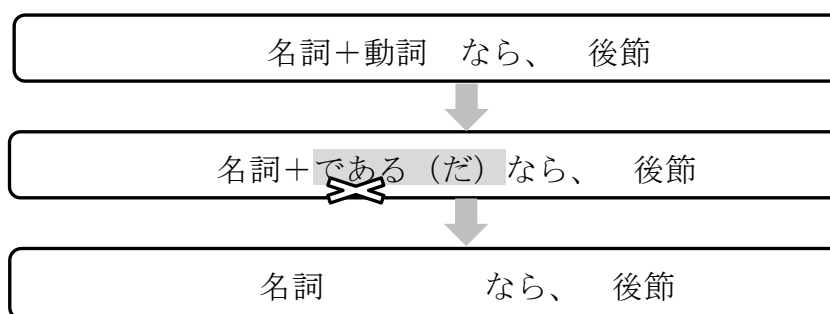 名詞＋動詞　なら、　後節
名詞＋である（だ）なら、　後節
名詞　　　　　なら、　後節